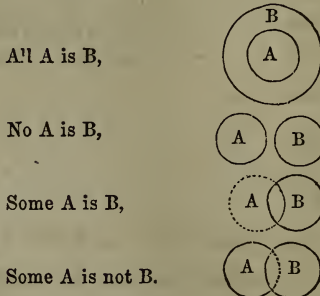 B
A
All A is B,
No A is B,
A B
Some A is B,
A B
Some A is not B.
A B